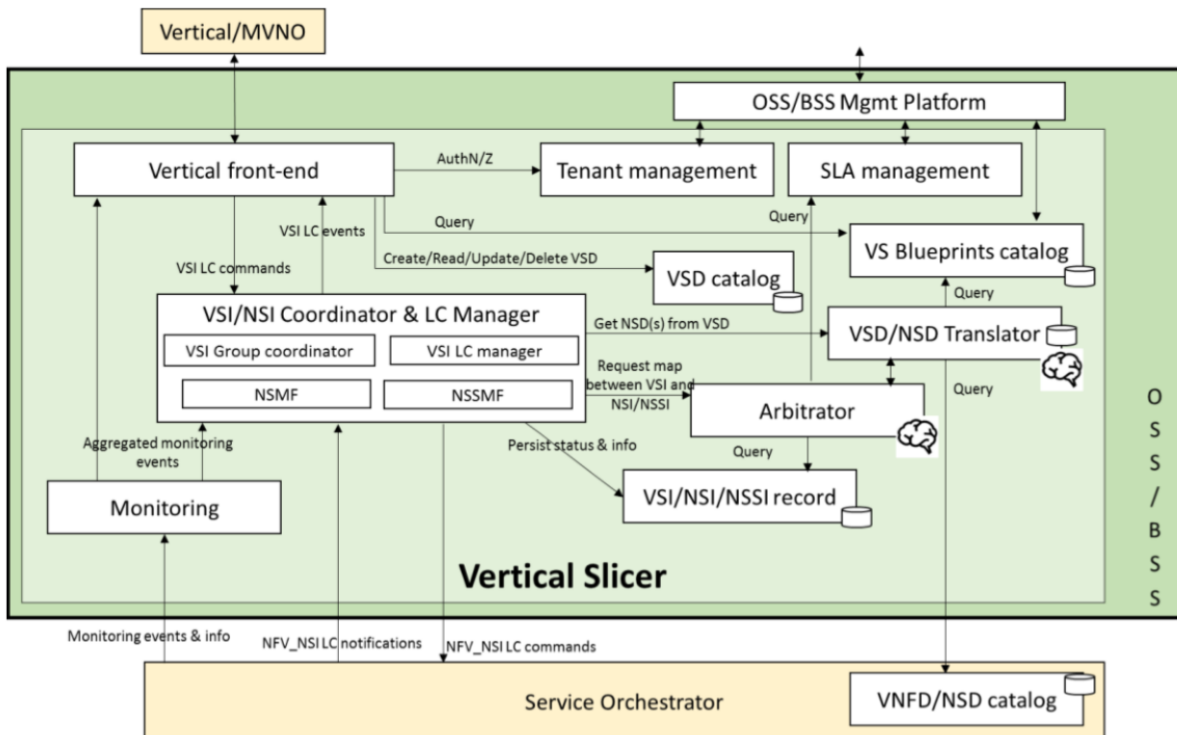 Vertical/MVNO
OSS/BSS Mgmt Platform
Vertical front-end
AuthN/Z
Tenant management
SLA management
Query
Query
VSI LC events
VS Blueprints catalog
VSI LC commands
Create/Read/Update/Delete VSD
VSD catalog
Query
VSI/NSI Coordinator & LC Manager
Get NSD(s) from VSD
VSD/NSD Translator
VSI Group coordinator
VSI LC manager
Request map
between VSI and
NSI/NSSI
NSMF
NSSMF
Query
Arbitrator
Aggregated monitoring
events
Persist status & info
Query
VSI/NSI/NSSI record
Monitoring
Vertical Slicer
O
S
S
/
B
S
S
Monitoring events & info
NFV_NSI LC notifications
NFV_NSI LC commands
Service Orchestrator
VNFD/NSD catalog